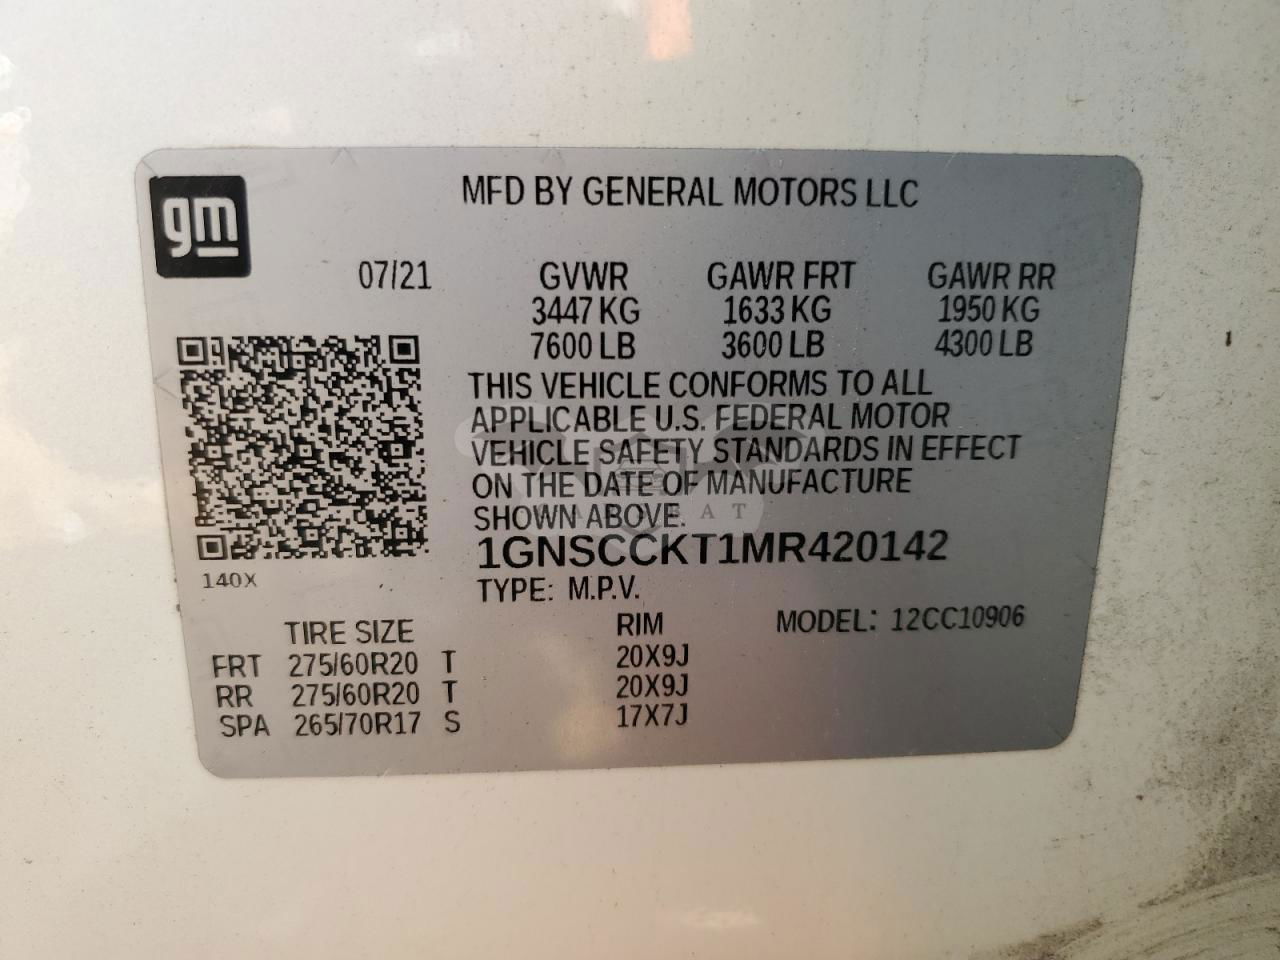 gm
MFD BY GENERAL MOTORS LLC
07/21 GVWR GAWR FRT GAWR RR
3447 KG 1633 KG 1950 KG
7600 LB 3600 LB 4300 LB
THIS VEHICLE CONFORMS TO ALL
APPLICABLE U.S. FEDERAL MOTOR
VEHICLE SAFETY STANDARDS IN EFFECT
ON THE DATE OF MANUFACTURE
SHOWN ABOVE.
1GNSCCKT1MR420142
140X
TYPE: M.P.V.
TIRE SIZE RIM MODEL: 12CC10906
FRT 275/60R20 T 20X9J
RR 275/60R20 T 20X9J
SPA 265/70R17 S 17X7J